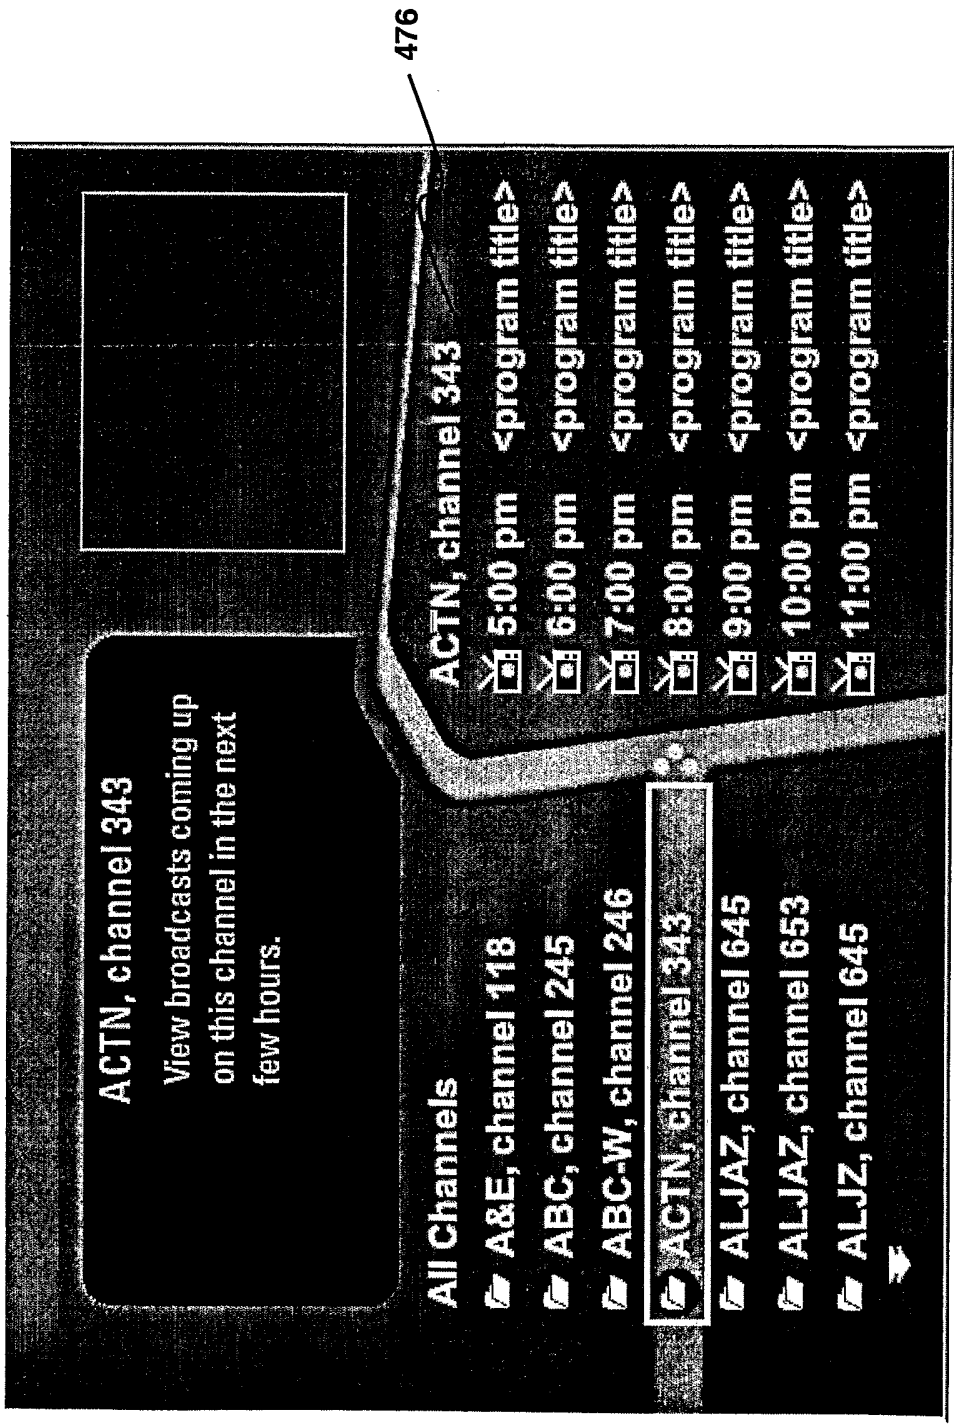 476
ACTN, channel 343
View broadcasts coming up
on this channel in the next
few hours.
All Channels
A&E, channel 118
ABC, channel 245
ABC-W, channel 246
ACTN, channel 343
ALJAZ, channel 645
ALJAZ, channel 653
ALJZ, channel 645
ACTN, channel 343
5:00 pm <program title>
6:00 pm <program title>
7:00 pm <program title>
8:00 pm <program title>
9:00 pm <program title>
10:00 pm <program title>
11:00 pm <program title>